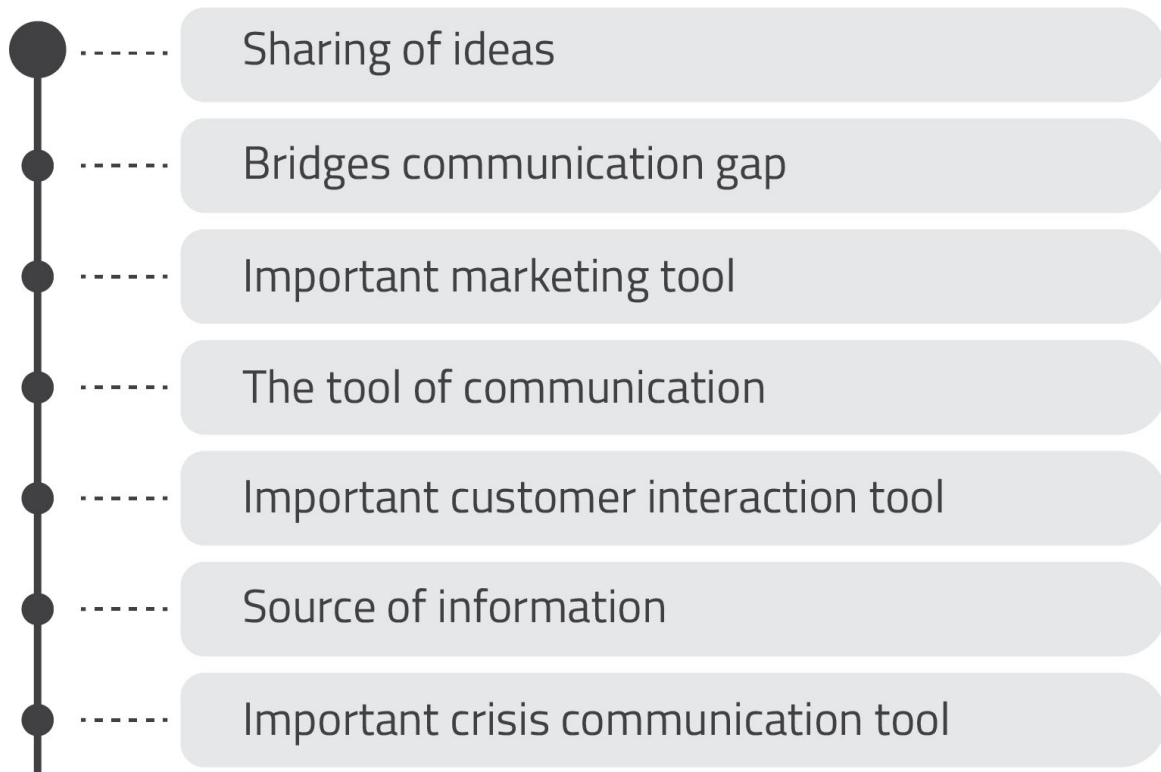 Sharing of ideas
Bridges communication gap
Important marketing tool
The tool of communication
Important customer interaction tool
Source of information
Important crisis communication tool